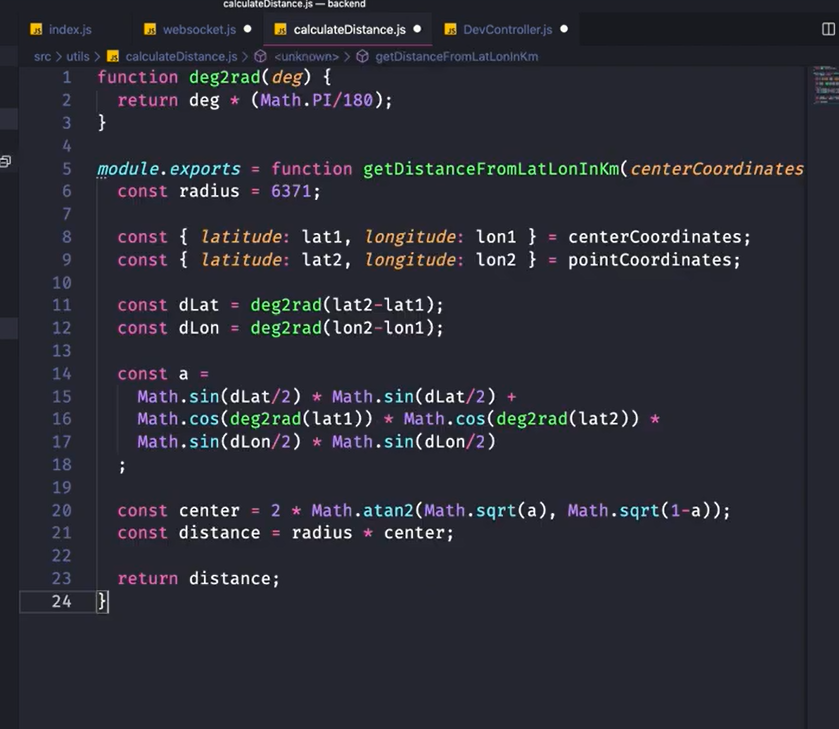 calculateDistance.js — backend
JS index.js
JS websocket.js
JS calculateDistance.js
JS DevController.js
src > utils > JS calculateDistance.js > <unknown> > getDistanceFromLatLonInKm
1 function deg2rad(deg) {
2 return deg * (Math.PI/180);
3 }
4
5 module.exports = function getDistanceFromLatLonInKm(centerCoordinates
6 const radius = 6371;
7
8 const { latitude: lat1, longitude: lon1 } = centerCoordinates;
9 const { latitude: lat2, longitude: lon2 } = pointCoordinates;
10
11 const dLat = deg2rad(lat2-lat1);
12 const dLon = deg2rad(lon2-lon1);
13
14 const a =
15 Math.sin(dLat/2) * Math.sin(dLat/2) +
16 Math.cos(deg2rad(lat1)) * Math.cos(deg2rad(lat2)) *
17 Math.sin(dLon/2) * Math.sin(dLon/2)
18 ;
19
20 const center = 2 * Math.atan2(Math.sqrt(a), Math.sqrt(1-a));
21 const distance = radius * center;
22
23 return distance;
24 }